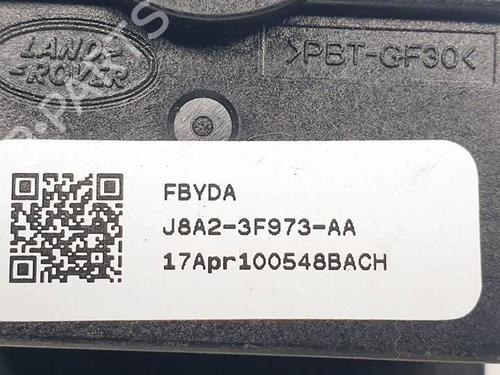 LAND-
-ROVER
>PBT-GF30<
FBYDA
J8A2-3F973-AA
17Apr100548BACH